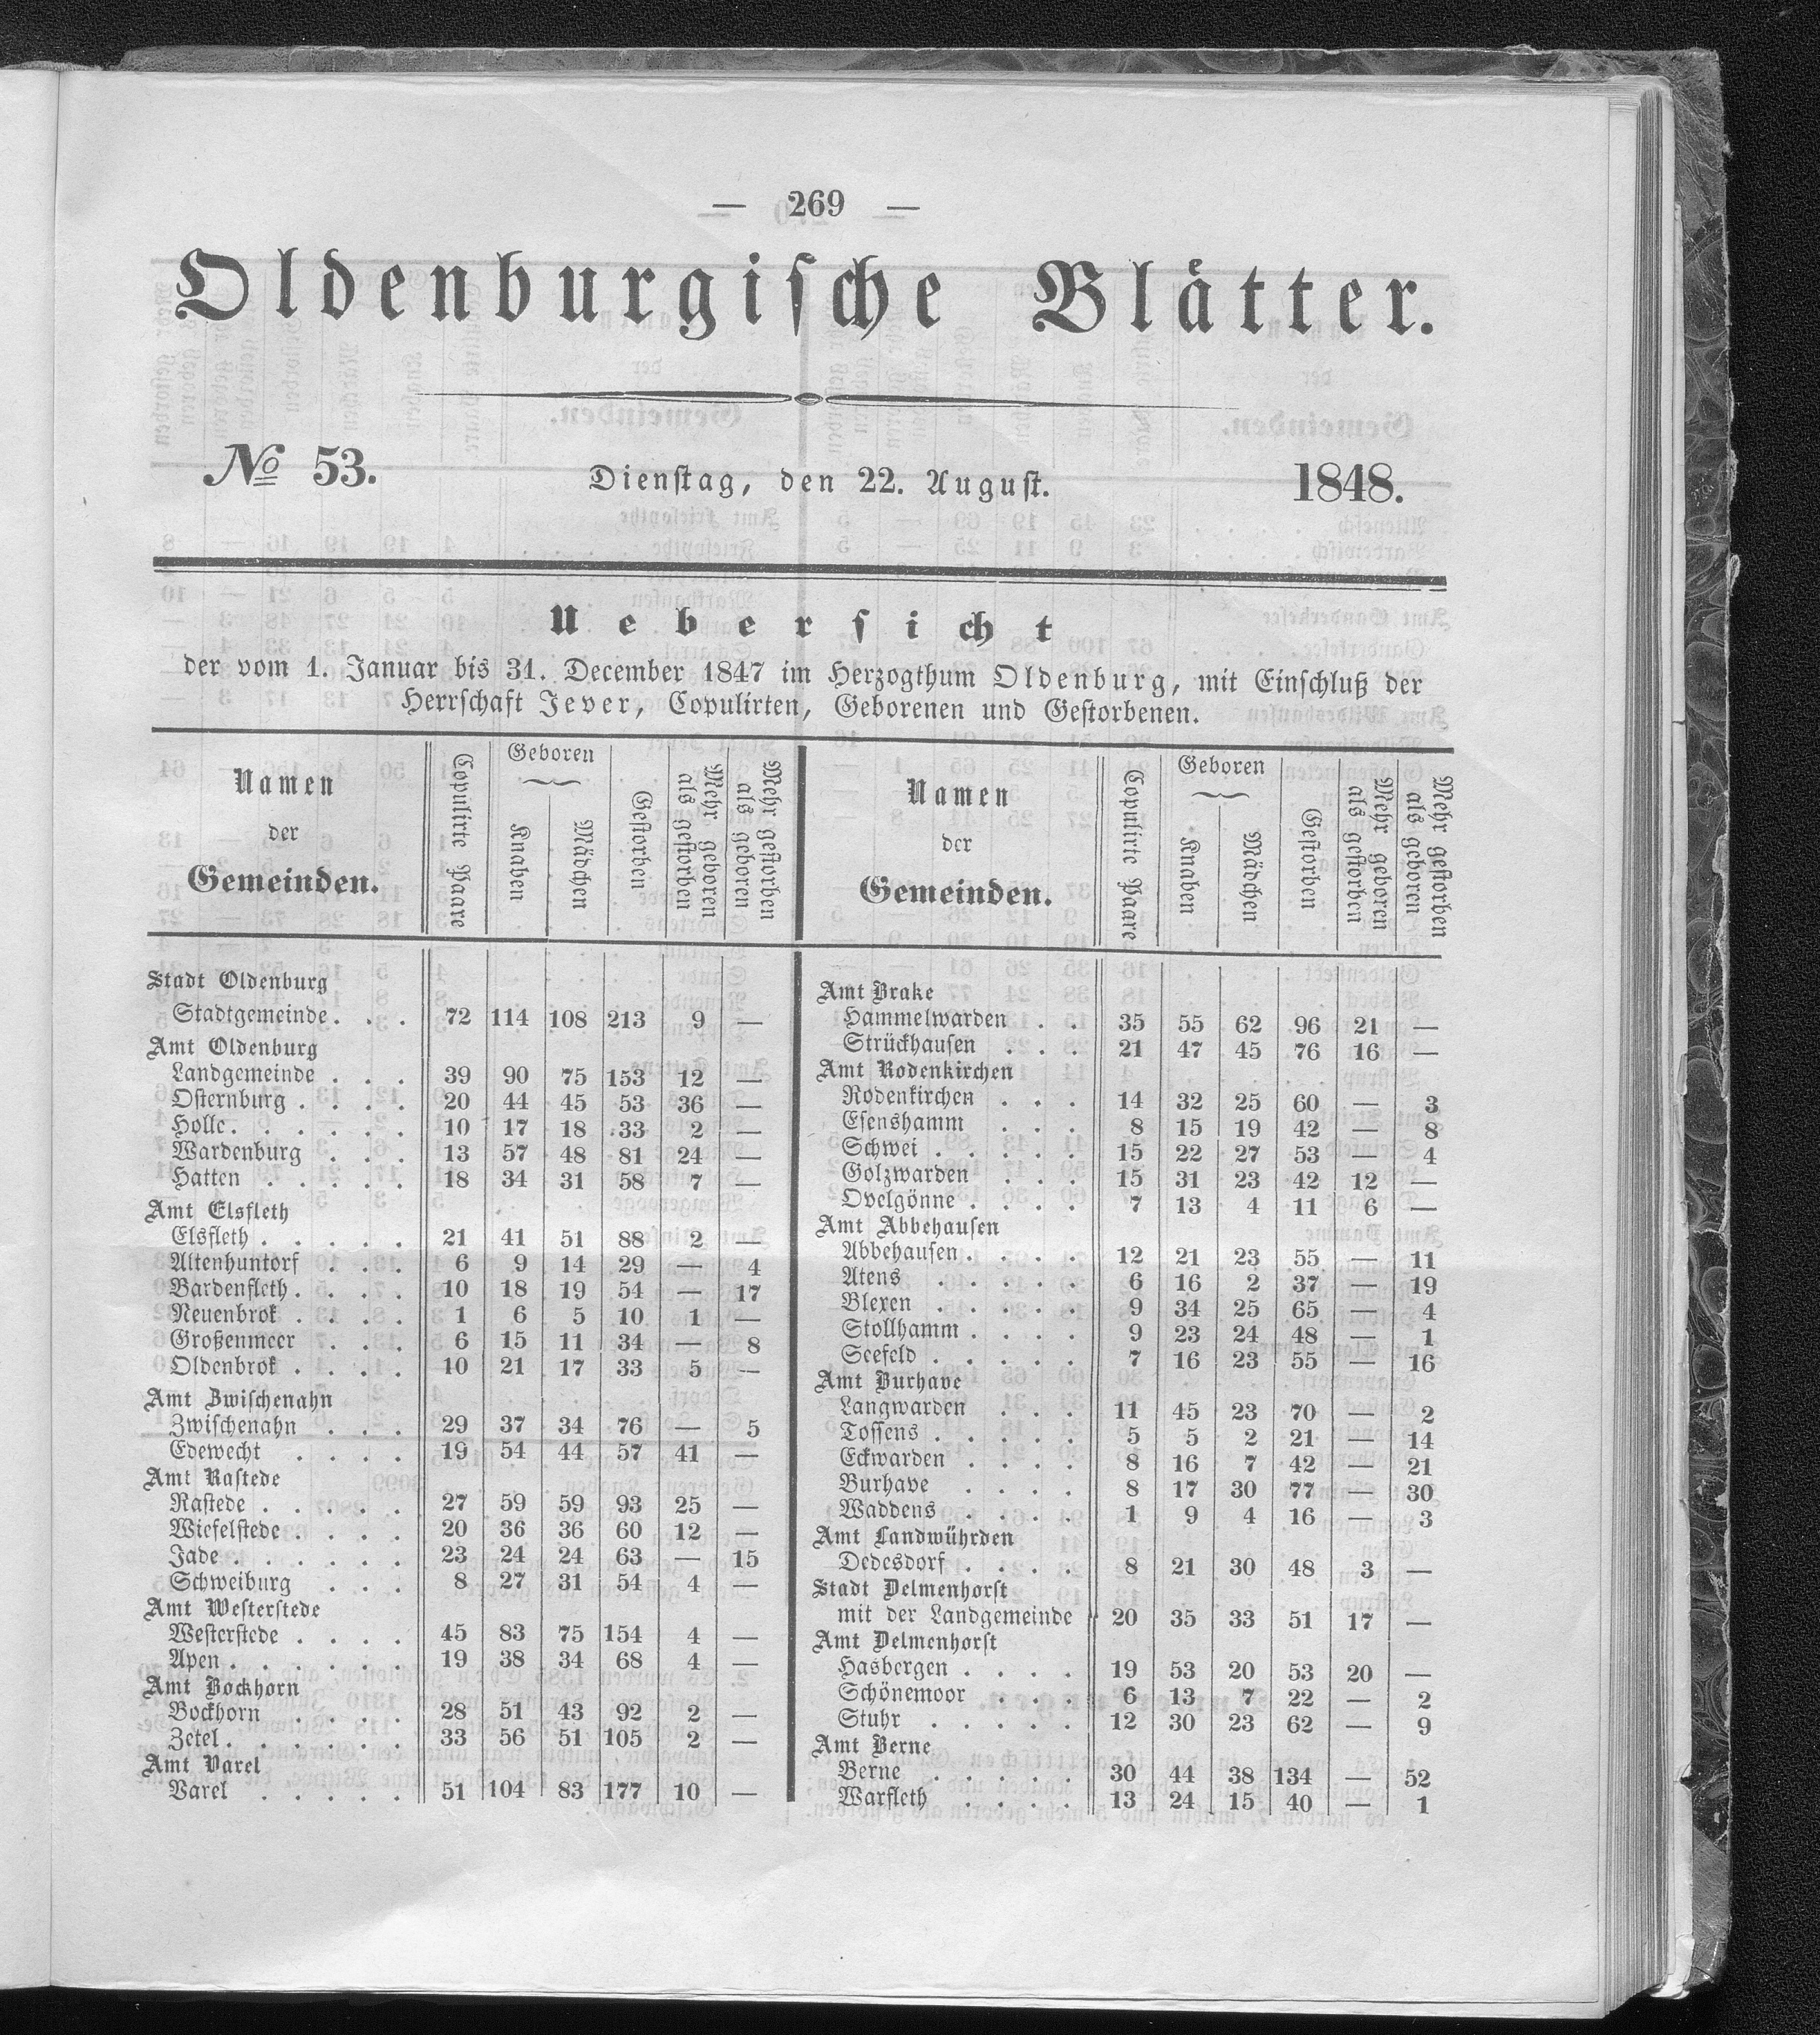 — 269 —
Oldenburgische Blätter.
No 53. Dienstag, den 22. August. 1848.
Uebersicht
der vom 1. Januar bis 31. December 1847 im Herzogthum Oldenburg, mit Einschluß der
Herrschaft Jever, Copulirten, Geborenen und Gestorbenen.
Namen der Gemeinden. Copulirte Paare Geboren Knaben Mädchen Gestorben Mehr geboren als gestorben Mehr gestorben als geboren
Stadt Oldenburg
Stadtgemeinde . . . 72 114 108 213 9 —
Amt Oldenburg
Landgemeinde . . . 39 90 75 153 12 —
Osternburg . . . . 20 44 45 53 36 —
Holle . . . . . . 10 17 18 33 2 —
Wardenburg . . . 13 57 48 81 24 —
Hatten . . . . . 18 34 31 58 7 —
Amt Elsfleth
Elsfleth . . . . . 21 41 51 88 2 —
Altenhuntorf . . . 6 9 14 29 — 4
Bardenfleth . . . . 10 18 19 54 — 17
Neuenbrok . . . . 1 6 5 10 1 —
Großenmeer . . . 6 15 11 34 — 8
Oldenbrok . . . . 10 21 17 33 5 —
Amt Zwischenahn
Zwischenahn . . . 29 37 34 76 — 5
Edewecht . . . . 19 54 44 57 41 —
Amt Rastede
Rastede . . . . . 27 59 59 93 25 —
Wiefelstede . . . . 20 36 36 60 12 —
Jade . . . . . . 23 24 24 63 — 15
Schweiburg . . . 8 27 31 54 4 —
Amt Westerstede
Westerstede . . . . 45 83 75 154 4 —
Apen . . . . . . 19 38 34 68 4 —
Amt Bockhorn
Bockhorn . . . . 28 51 43 92 2 —
Zetel . . . . . . 33 56 51 105 2 —
Amt Varel
Varel . . . . . 51 104 83 177 10 —
Namen der Gemeinden. Copulirte Paare Geboren Knaben Mädchen Gestorben Mehr geboren als gestorben Mehr gestorben als geboren
Amt Brake
Hammelwarden . . 35 55 62 96 21 —
Strückhausen . . . 21 47 45 76 16 —
Amt Rodenkirchen
Rodenkirchen . . . 14 32 25 60 — 3
Esenshamm . . . 8 15 19 42 — 8
Schwei . . . . . 15 22 27 53 — 4
Golzwarden . . . 15 31 23 42 12 —
Ovelgönne . . . . 7 13 4 11 6 —
Amt Abbehausen
Abbehausen . . . . 12 21 23 55 — 11
Atens . . . . . 6 16 2 37 — 19
Blexen . . . . . 9 34 25 65 — 4
Stollhamm . . . . 9 23 24 48 — 1
Seefeld . . . . . 7 16 23 55 — 16
Amt Burhave
Langwarden . . . 11 45 23 70 — 2
Tossens . . . . . 5 5 2 21 — 14
Eckwarden . . . . 8 16 7 42 — 21
Burhave . . . . 8 17 30 77 — 30
Waddens . . . . 1 9 4 16 — 3
Amt Landwührden
Dedesdorf . . . . 8 21 30 48 3 —
Stadt Delmenhorst
mit der Landgemeinde 20 35 33 51 17 —
Amt Delmenhorst
Hasbergen . . . . 19 53 20 53 20 —
Schönemoor . . . 6 13 7 22 — 2
Stuhr . . . . . 12 30 23 62 — 9
Amt Berne
Berne . . . . . 30 44 38 134 — 52
Warfleth . . . . 13 24 15 40 — 1